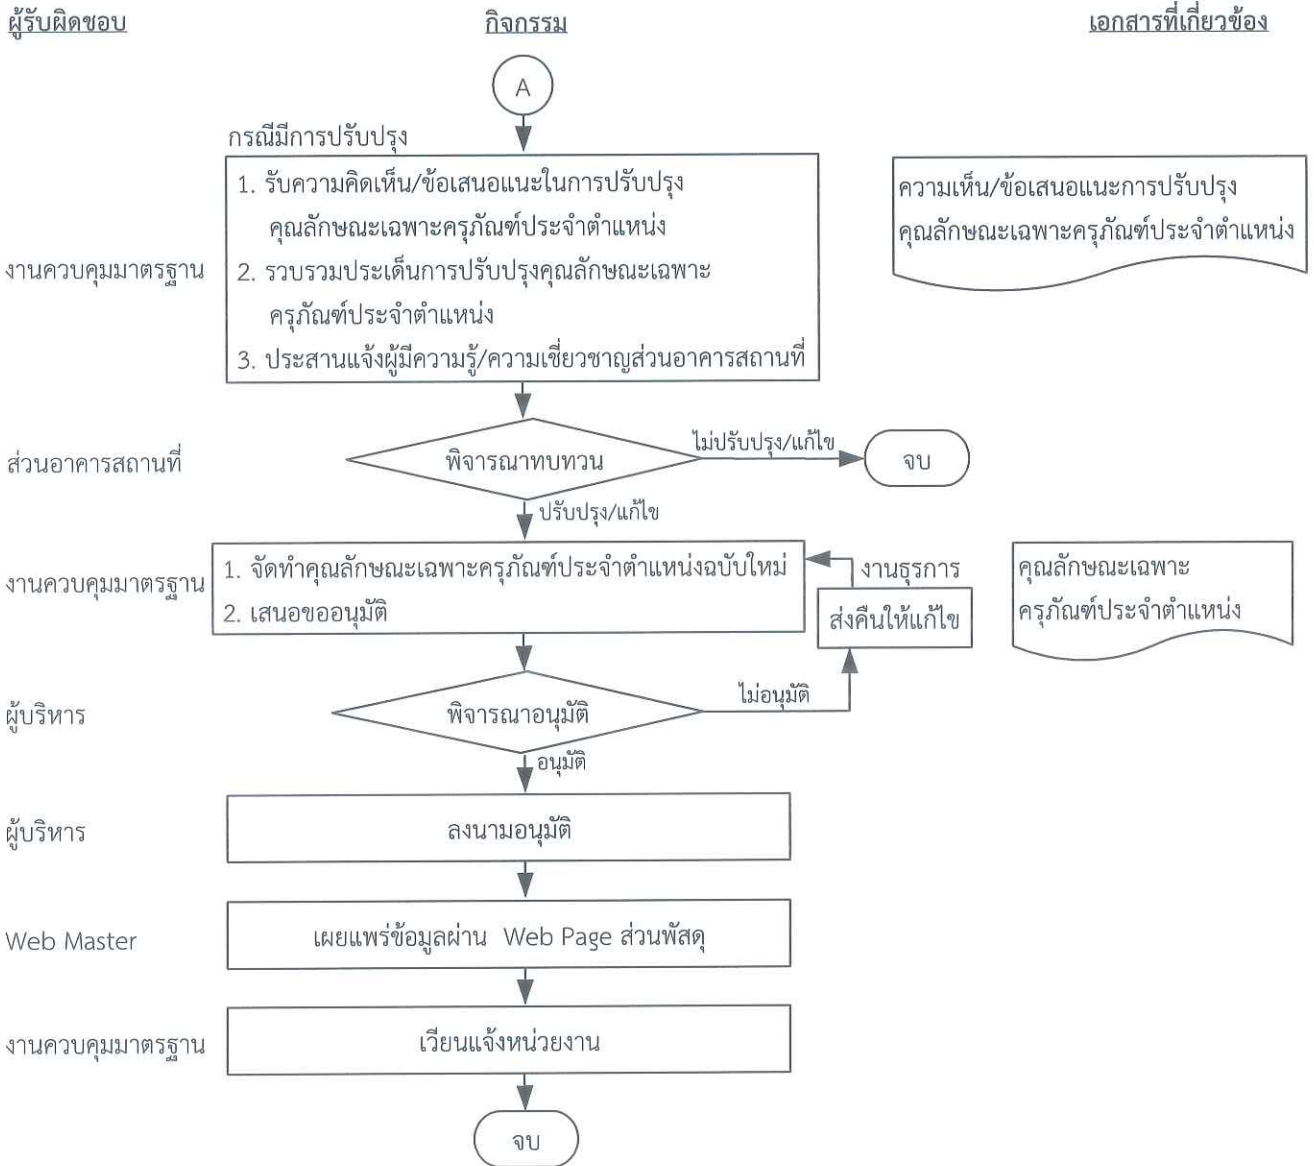 ผู้รับผิดชอบ
กิจกรรม
เอกสารที่เกี่ยวข้อง
A
กรณีมีการปรับปรุง
งานควบคุมมาตรฐาน
1. รับความคิดเห็น/ข้อเสนอแนะในการปรับปรุง
คุณลักษณะเฉพาะครุภัณฑ์ประจำตำแหน่ง
2. รวบรวมประเด็นการปรับปรุงคุณลักษณะเฉพาะ
ครุภัณฑ์ประจำตำแหน่ง
3. ประสานแจ้งผู้มีความรู้/ความเชี่ยวชาญส่วนอาคารสถานที่
ความเห็น/ข้อเสนอแนะการปรับปรุง
คุณลักษณะเฉพาะครุภัณฑ์ประจำตำแหน่ง
ส่วนอาคารสถานที่
พิจารณาทบทวน
ไม่ปรับปรุง/แก้ไข
จบ
ปรับปรุง/แก้ไข
งานควบคุมมาตรฐาน
1. จัดทำคุณลักษณะเฉพาะครุภัณฑ์ประจำตำแหน่งฉบับใหม่
2. เสนอขออนุมัติ
งานธุรการ
ส่งคืนให้แก้ไข
คุณลักษณะเฉพาะ
ครุภัณฑ์ประจำตำแหน่ง
ผู้บริหาร
พิจารณาอนุมัติ
ไม่อนุมัติ
อนุมัติ
ผู้บริหาร
ลงนามอนุมัติ
Web Master
เผยแพร่ข้อมูลผ่าน Web Page ส่วนพัสดุ
งานควบคุมมาตรฐาน
เวียนแจ้งหน่วยงาน
จบ